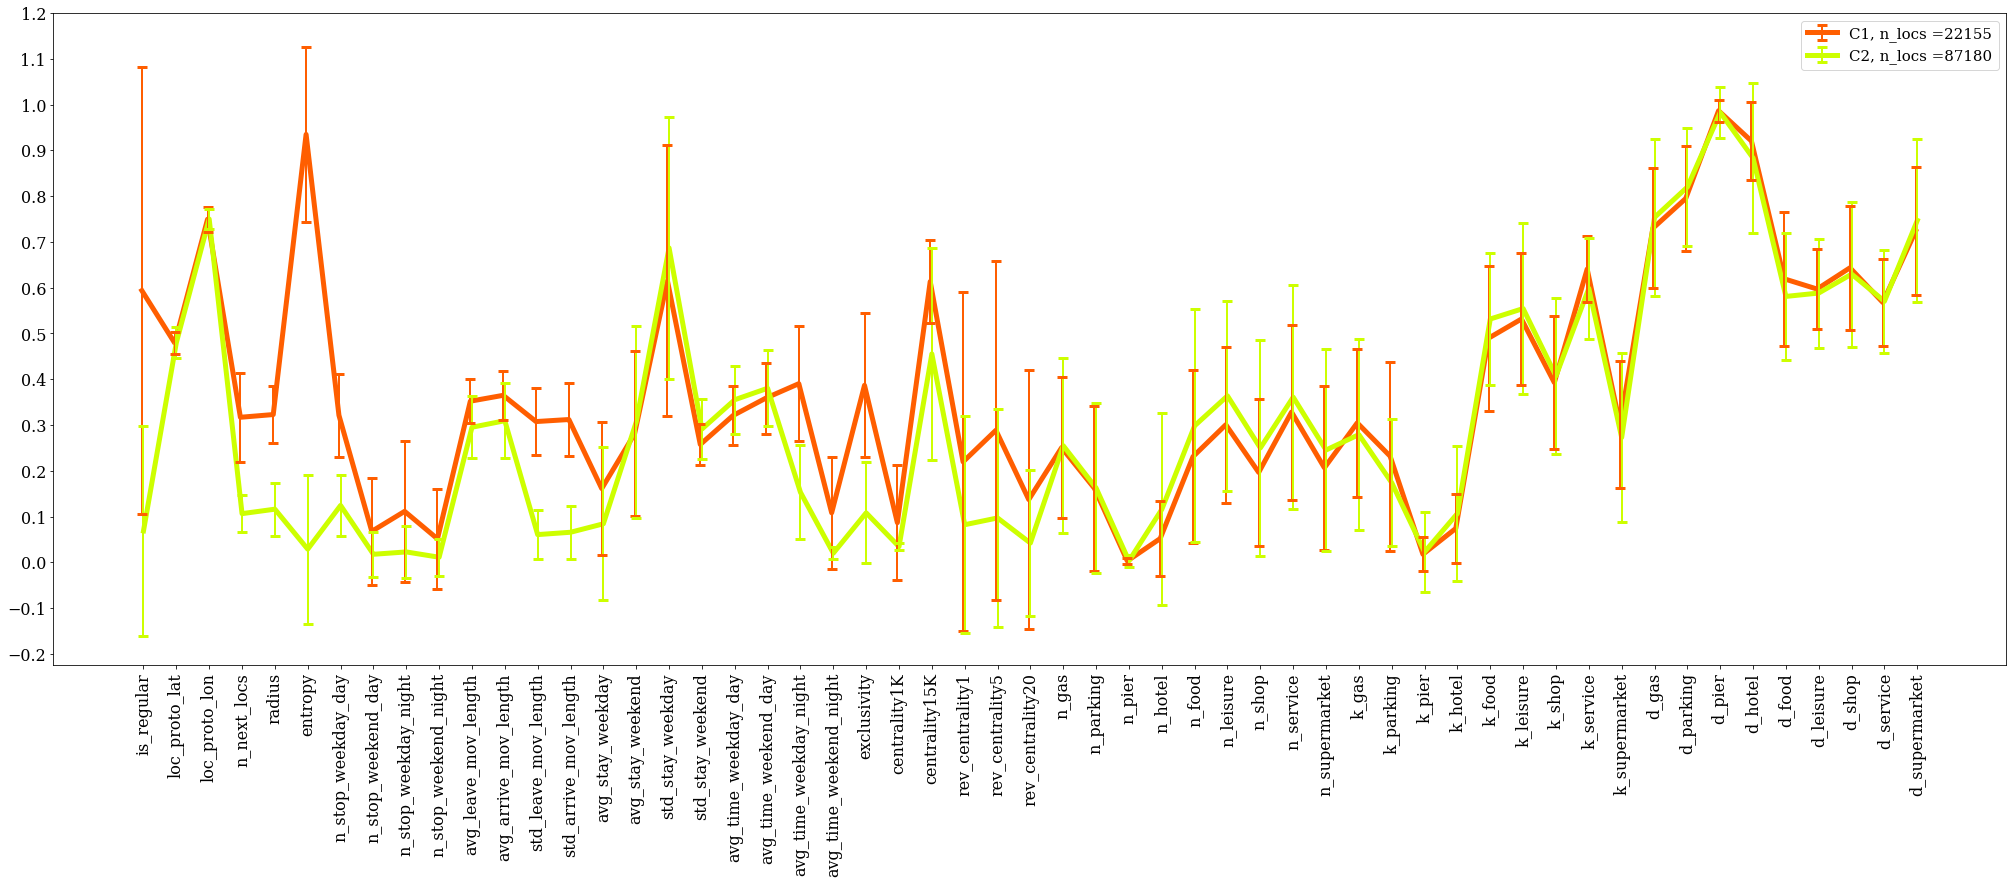 1.2
1.1
1.0
0.9
0.8
0.7
0.6
0.5
0.4
0.3
0.2
0.1
0.0
−0.1
−0.2
C1, n_locs =22155
C2, n_locs =87180
is_regular
loc_proto_lat
loc_proto_lon
n_next_locs
radius
entropy
n_stop_weekday_day
n_stop_weekend_day
n_stop_weekday_night
n_stop_weekend_night
avg_leave_mov_length
avg_arrive_mov_length
std_leave_mov_length
std_arrive_mov_length
avg_stay_weekday
avg_stay_weekend
std_stay_weekday
std_stay_weekend
avg_time_weekday_day
avg_time_weekend_day
avg_time_weekday_night
avg_time_weekend_night
exclusivity
centrality1K
centrality15K
rev_centrality1
rev_centrality5
rev_centrality20
n_gas
n_parking
n_pier
n_hotel
n_food
n_leisure
n_shop
n_service
n_supermarket
k_gas
k_parking
k_pier
k_hotel
k_food
k_leisure
k_shop
k_service
k_supermarket
d_gas
d_parking
d_pier
d_hotel
d_food
d_leisure
d_shop
d_service
d_supermarket